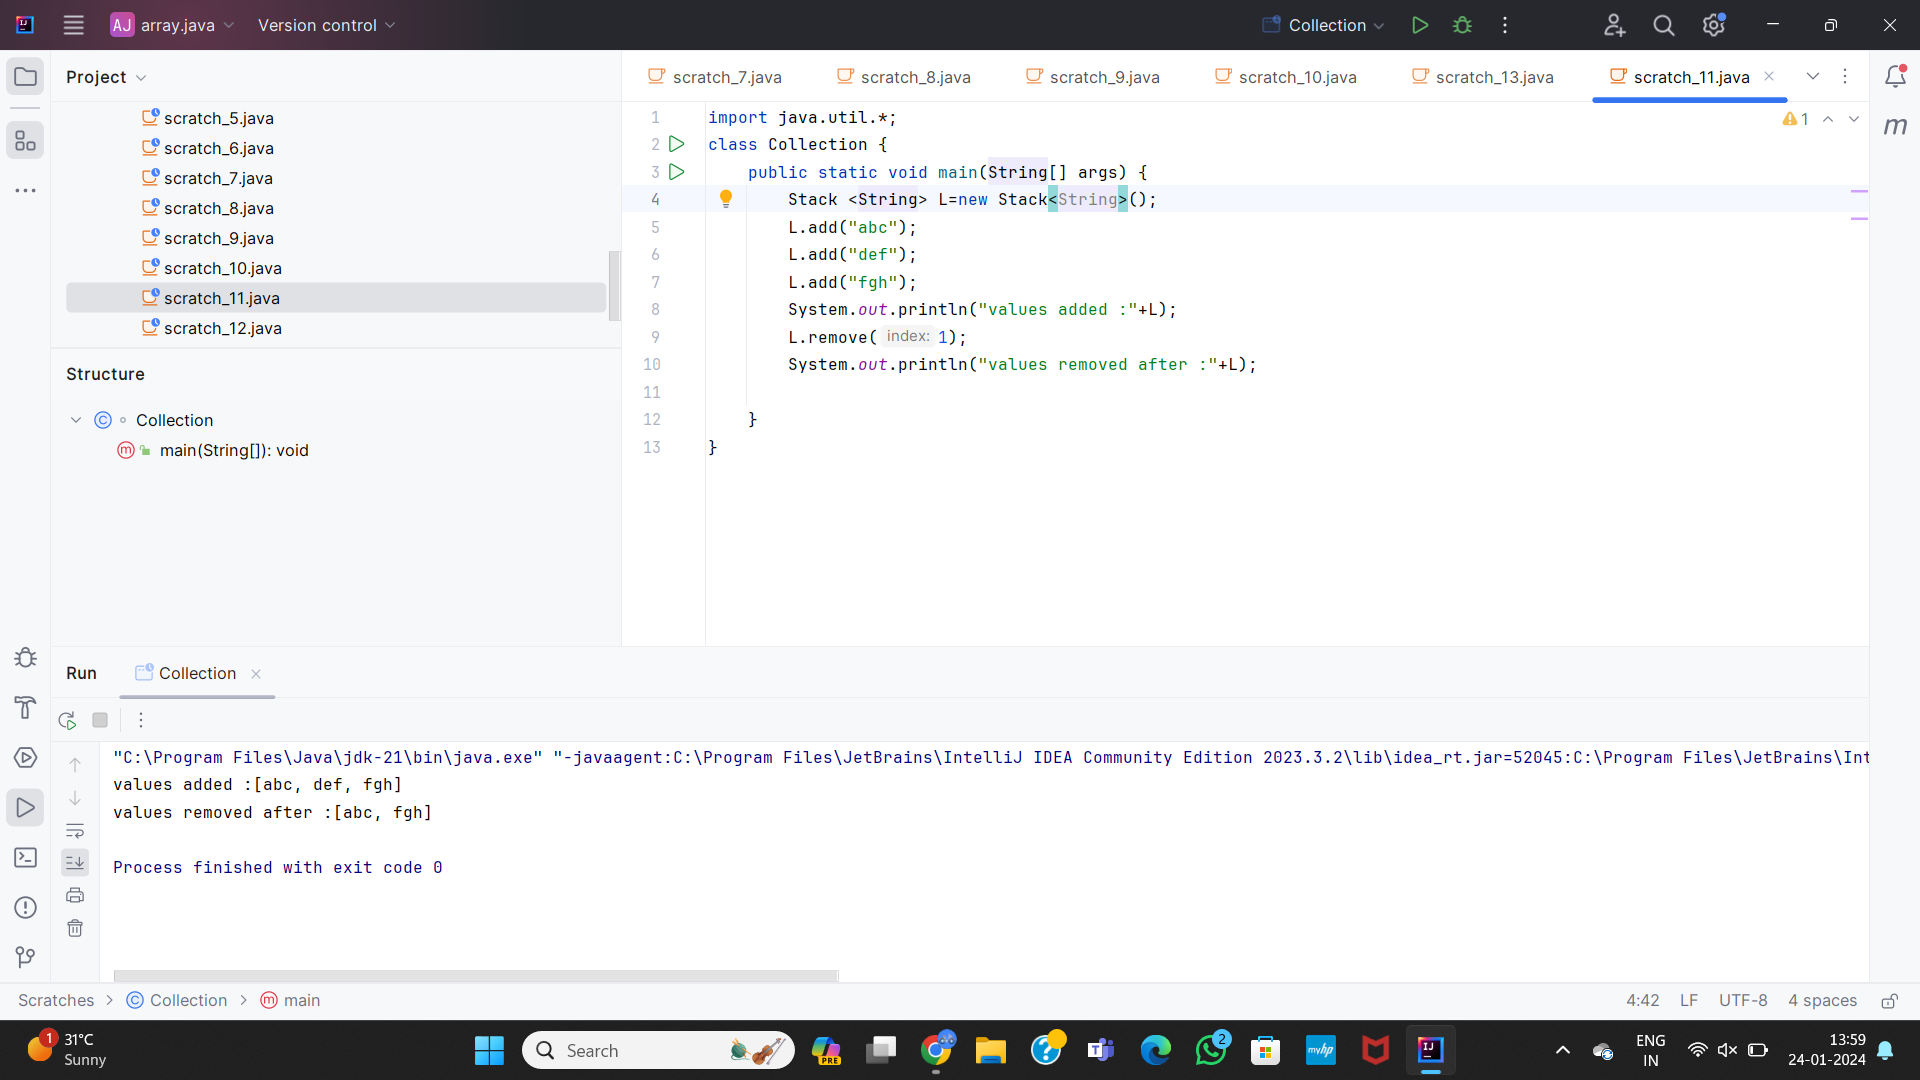 AJ array.java Version control Collection
Project
scratch_5.java
scratch_6.java
scratch_7.java
scratch_8.java
scratch_9.java
scratch_10.java
scratch_11.java
scratch_12.java
Structure
Collection
main(String[]): void
scratch_7.java scratch_8.java scratch_9.java scratch_10.java scratch_13.java scratch_11.java
1 import java.util.*;
2 class Collection {
3 public static void main(String[] args) {
4 Stack <String> L=new Stack<String>();
5 L.add("abc");
6 L.add("def");
7 L.add("fgh");
8 System.out.println("values added :"+L);
9 L.remove( index: 1);
10 System.out.println("values removed after :"+L);
11
12 }
13 }
1
m
Run Collection
"C:\Program Files\Java\jdk-21\bin\java.exe" "-javaagent:C:\Program Files\JetBrains\IntelliJ IDEA Community Edition 2023.3.2\lib\idea_rt.jar=52045:C:\Program Files\JetBrains\Int
values added :[abc, def, fgh]
values removed after :[abc, fgh]
Process finished with exit code 0
Scratches > Collection > main 4:42 LF UTF-8 4 spaces
1 31°C
Sunny
Search
PRE
2
myhp
ENG
IN
13:59
24-01-2024